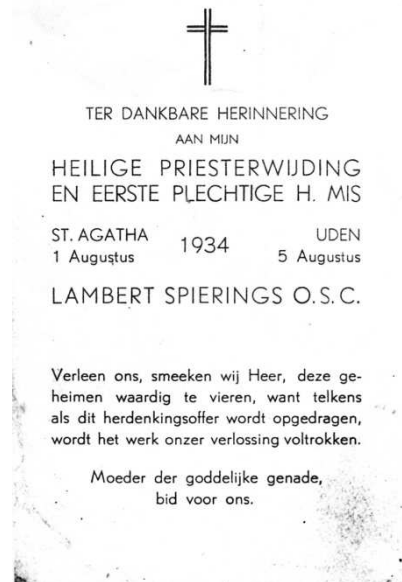 TER DANKBARE HERINNERING
AAN MIJN
HEILIGE PRIESTERWIJDING
EN EERSTE PLECHTIGE H. MIS
ST. AGATHA 1934 UDEN
1 Augustus 5 Augustus
LAMBERT SPIERINGS O.S.C.
Verleen ons, smeeken wij Heer, deze ge-
heimen waardig te vieren, want telkens
als dit herdenkingsoffer wordt opgedragen,
wordt het werk onzer verlossing voltrokken.
Moeder der goddelijke genade,
bid voor ons.